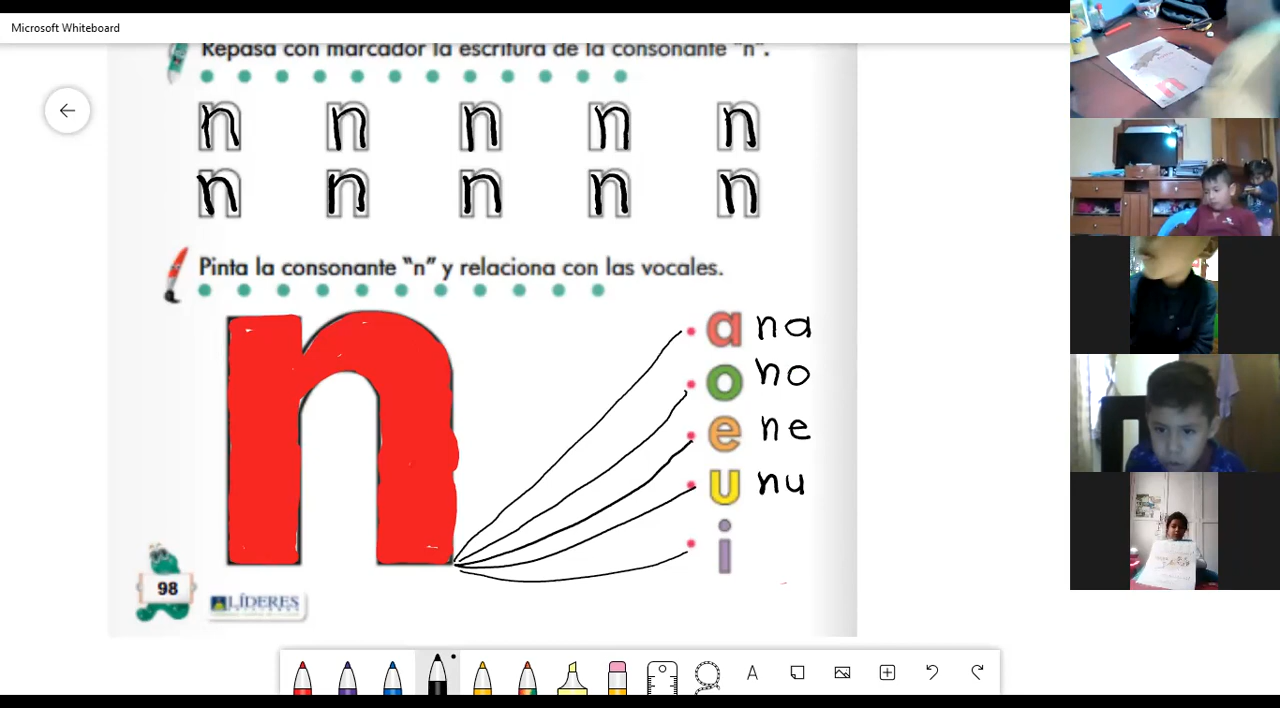 Microsoft Whiteboard
Repasa con marcador la escritura de la consonante "n".
n n n n n
n n n n n
Pinta la consonante "n" y relaciona con las vocales.
n
a na
o no
e ne
u nu
i
98
LÍDERES
A